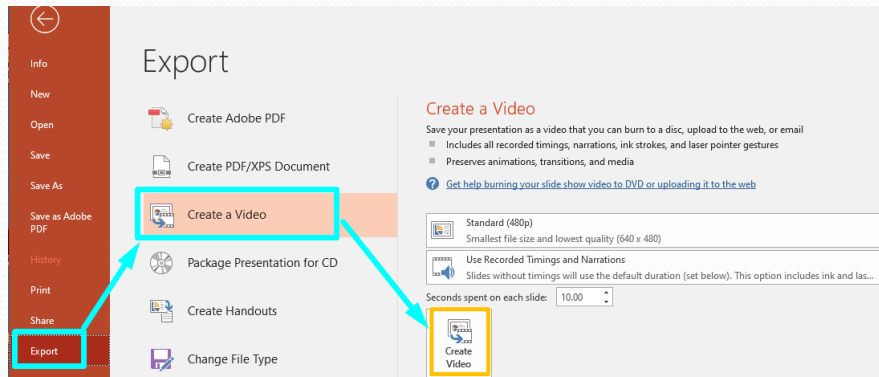 Info
New
Open
Save
Save As
Save as Adobe
PDF
History
Print
Share
Export
Export
Create Adobe PDF
Create PDF/XPS Document
Create a Video
Package Presentation for CD
Create Handouts
Change File Type
Create a Video
Save your presentation as a video that you can burn to a disc, upload to the web, or email
Includes all recorded timings, narrations, ink strokes, and laser pointer gestures
Preserves animations, transitions, and media
Get help burning your slide show video to DVD or uploading it to the web
Standard (480p)
Smallest file size and lowest quality (640 x 480)
Use Recorded Timings and Narrations
Slides without timings will use the default duration (set below). This option includes ink and las...
Seconds spent on each slide: 10.00
Create
Video